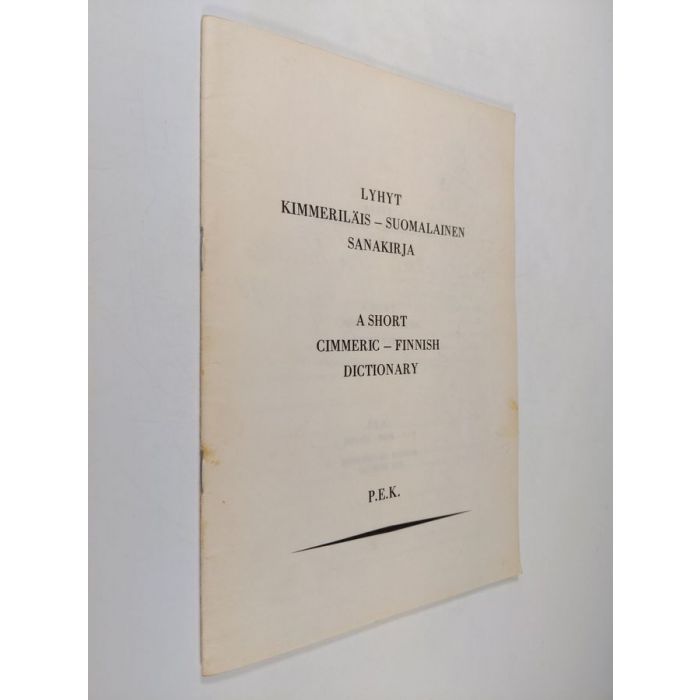 LYHYT
KIMMERILÄIS – SUOMALAINEN
SANAKIRJA
A SHORT
CIMMERIC – FINNISH
DICTIONARY
P.E.K.